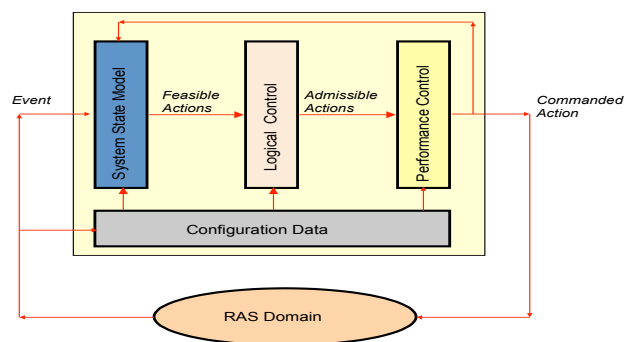 Event
System State Model
Feasible
Actions
Logical Control
Admissible
Actions
Performance Control
Commanded
Action
Configuration Data
RAS Domain